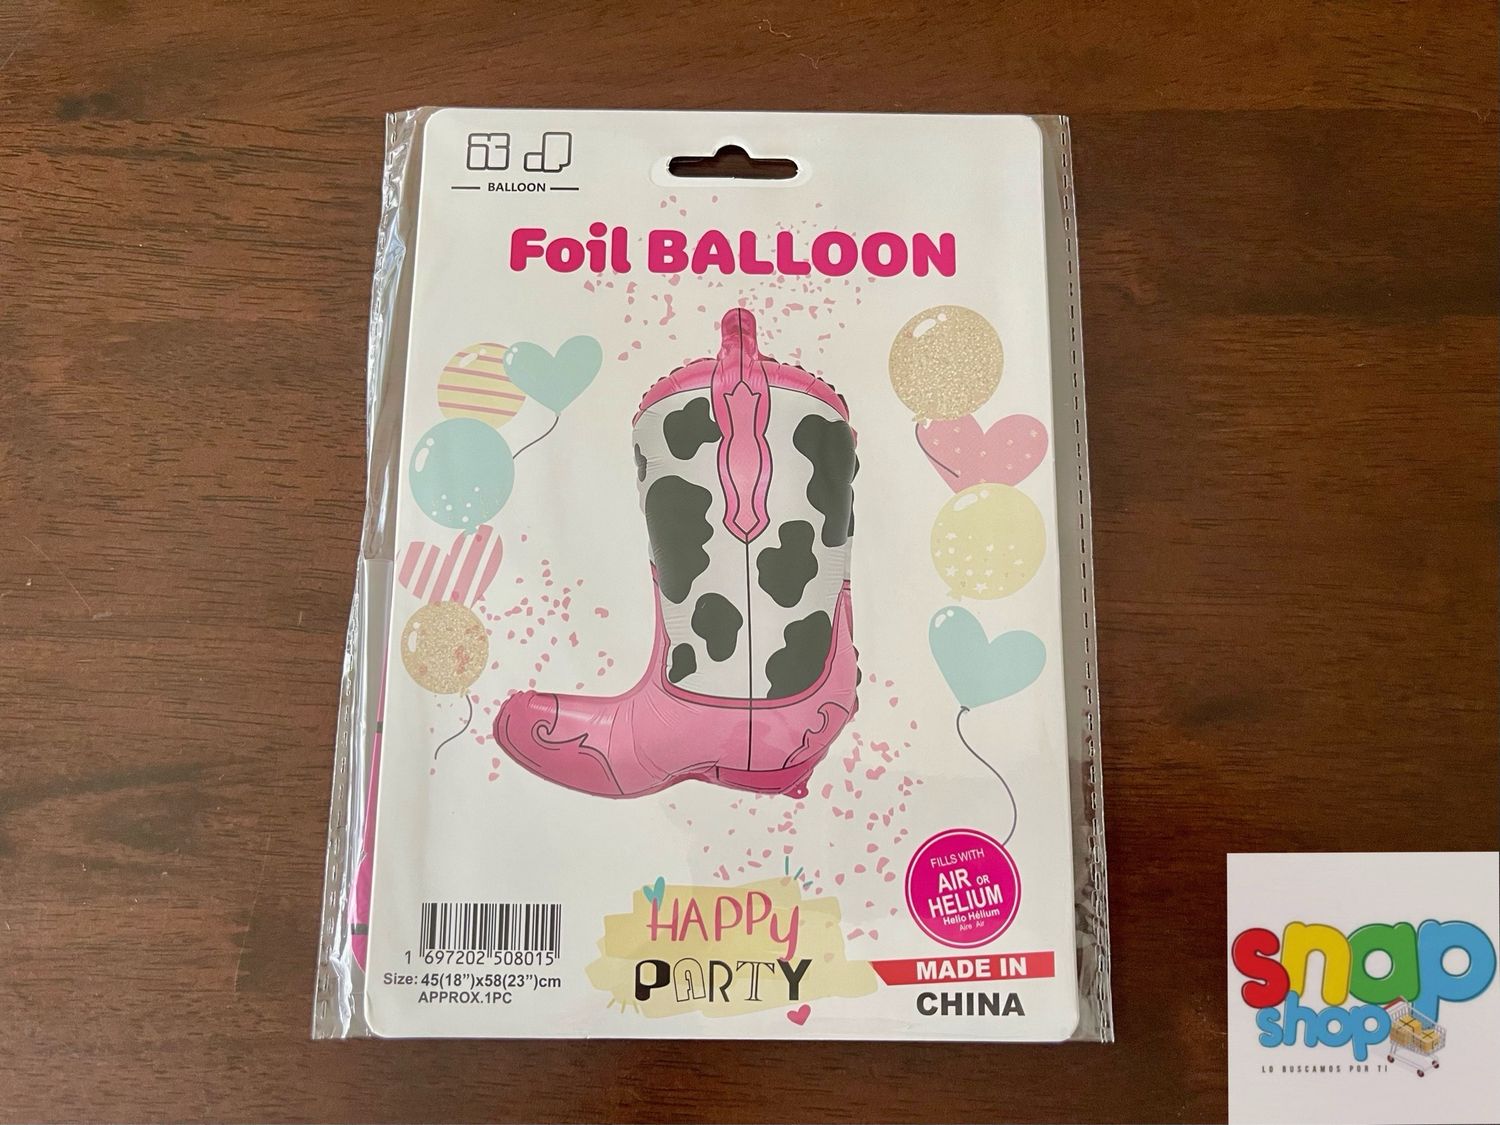 BALLOON
Foil BALLOON
FILLS WITH
AIR OR
HELIUM
Helio Hélium
Aire Air
HAPPY
PARTY
1 697202 508015
Size: 45(18”)x58(23”)cm
APPROX.1PC
MADE IN
CHINA
snap
shop
LO BUSCAMOS POR TI